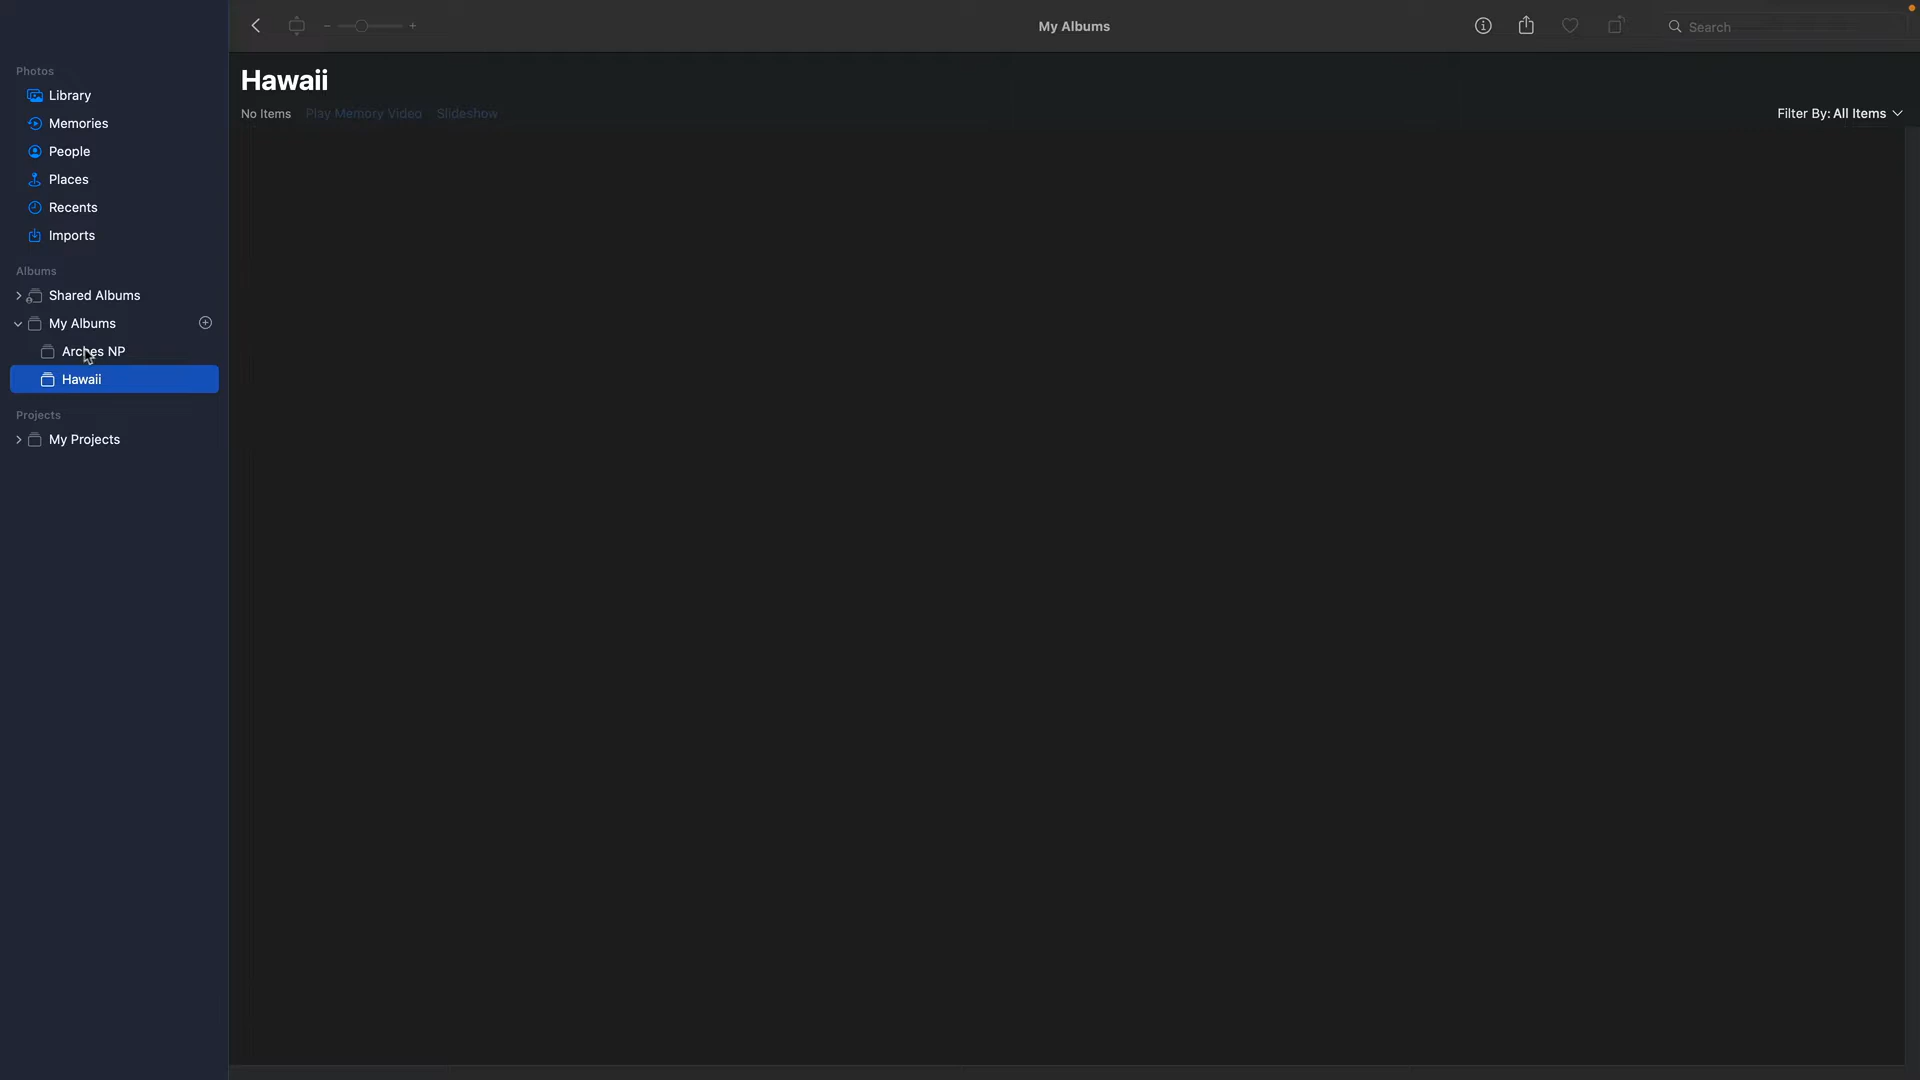 My Albums
Search
Photos
Library
Memories
People
Places
Recents
Imports
Albums
Shared Albums
My Albums
Arches NP
Hawaii
Projects
My Projects
Hawaii
No Items Play Memory Video Slideshow
Filter By: All Items